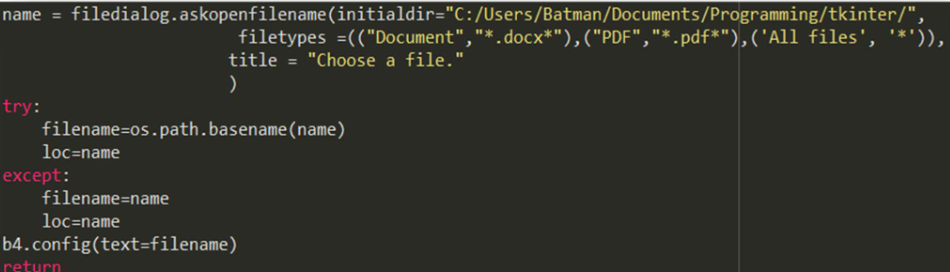 name = filedialog.askopenfilename(initialdir="C:/Users/Batman/Documents/Programming/tkinter/",
filetypes =(("Document","*.docx*"),("PDF","*.pdf*"),('All files', '*')),
title = "Choose a file."
)
try:
filename=os.path.basename(name)
loc=name
except:
filename=name
loc=name
b4.config(text=filename)
return